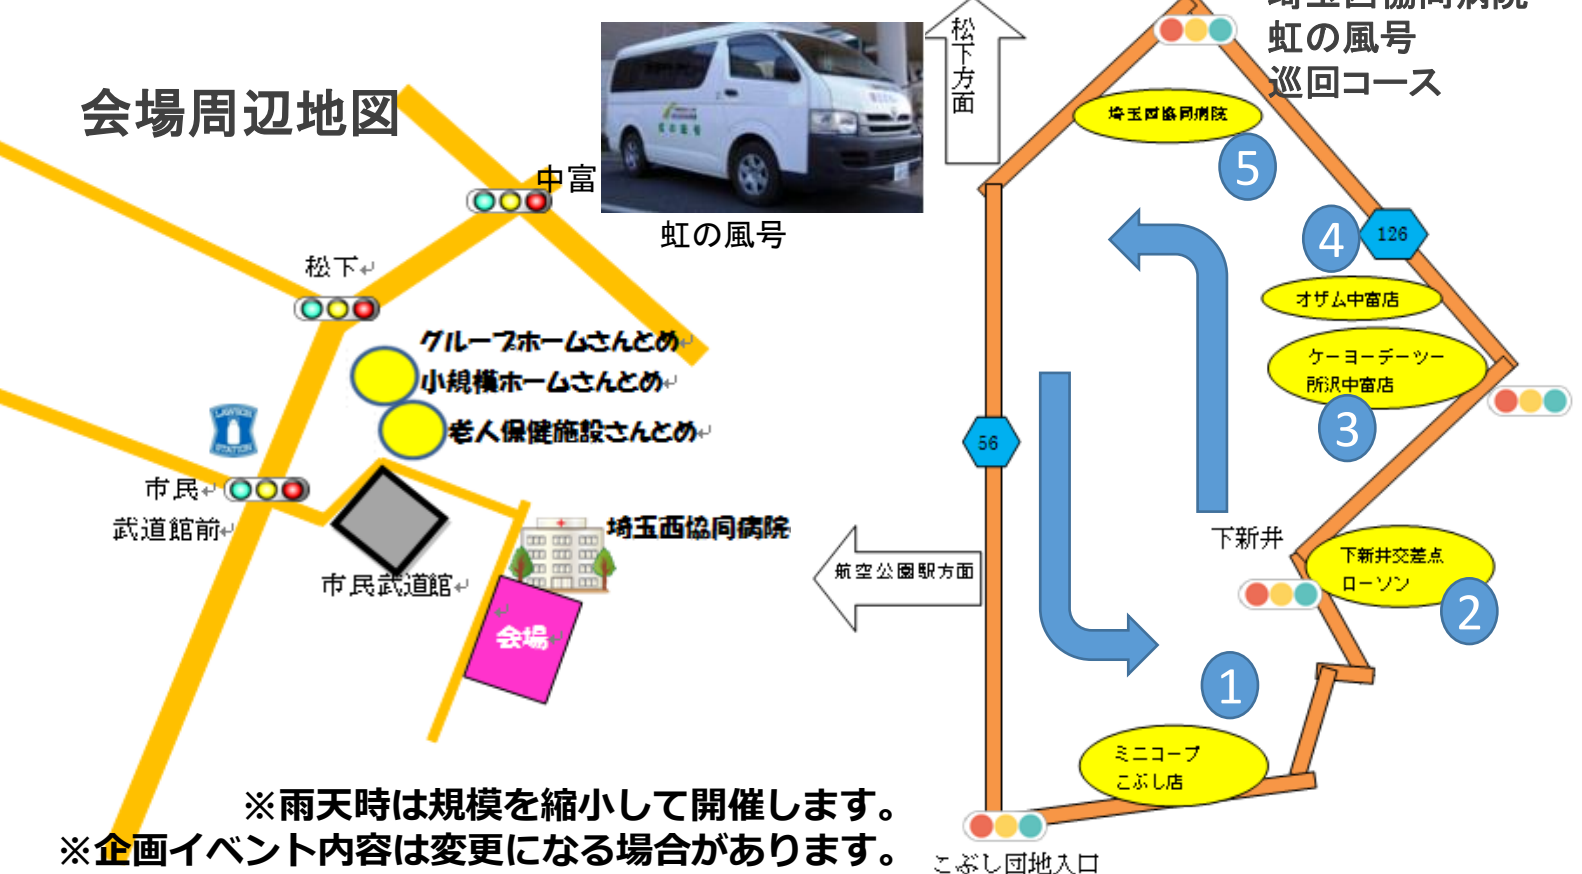 会場周辺地図
中富
虹の風号
松下
グループホームさんとめ
小規模ホームさんとめ
老人保健施設さんとめ
LAWSON
STATION
市民
武道館前
市民武道館
埼玉西協同病院
会場
※雨天時は規模を縮小して開催します。
※企画イベント内容は変更になる場合があります。
埼玉西協同病院
虹の風号
巡回コース
松下方面
埼玉西協同病院
5
4
126
オザム中富店
ケーヨーデーツー
所沢中富店
3
56
下新井
下新井交差点
ローソン
2
航空公園駅方面
1
ミニコープ
こぶし店
こぶし団地入口